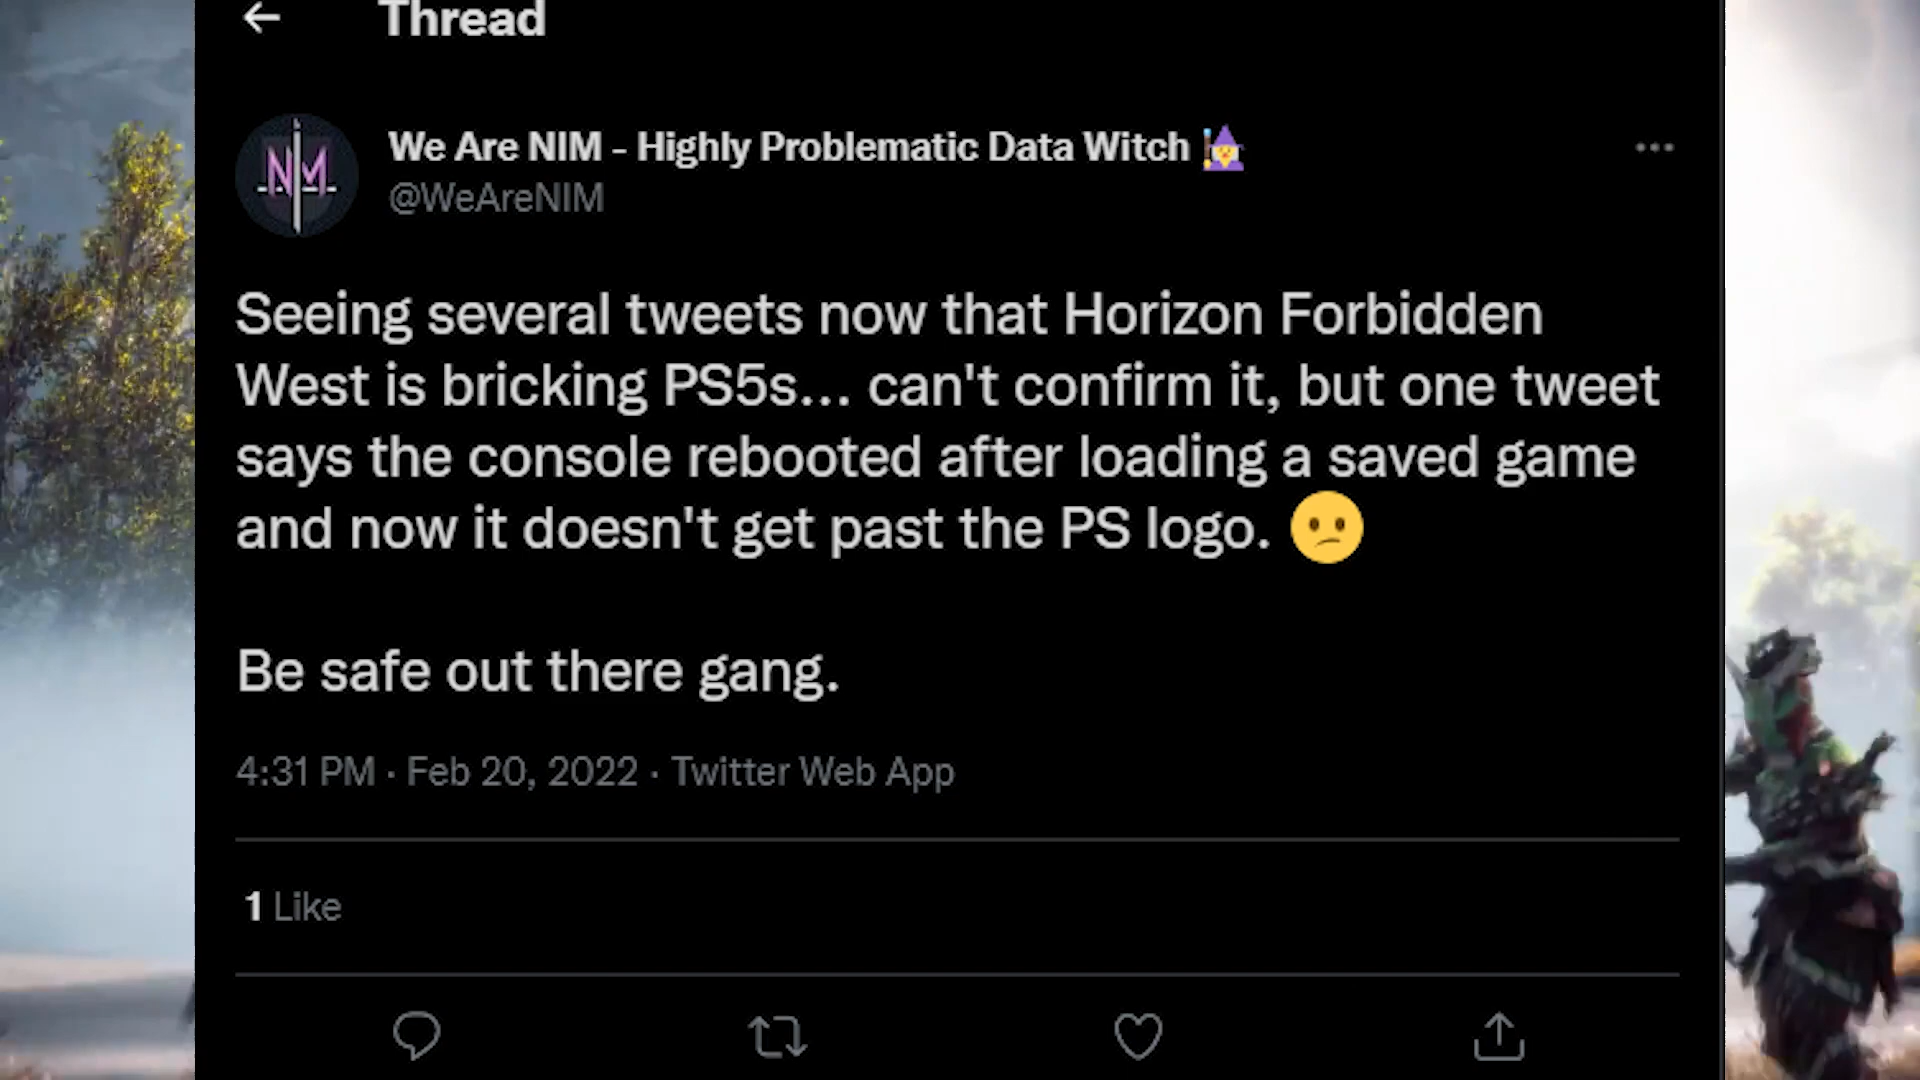 Thread
We Are NIM - Highly Problematic Data Witch 🧙‍♀️
@WeAreNIM
NIM
Seeing several tweets now that Horizon Forbidden
West is bricking PS5s... can't confirm it, but one tweet
says the console rebooted after loading a saved game
and now it doesn't get past the PS logo. 😕
Be safe out there gang.
4:31 PM · Feb 20, 2022 · Twitter Web App
1 Like